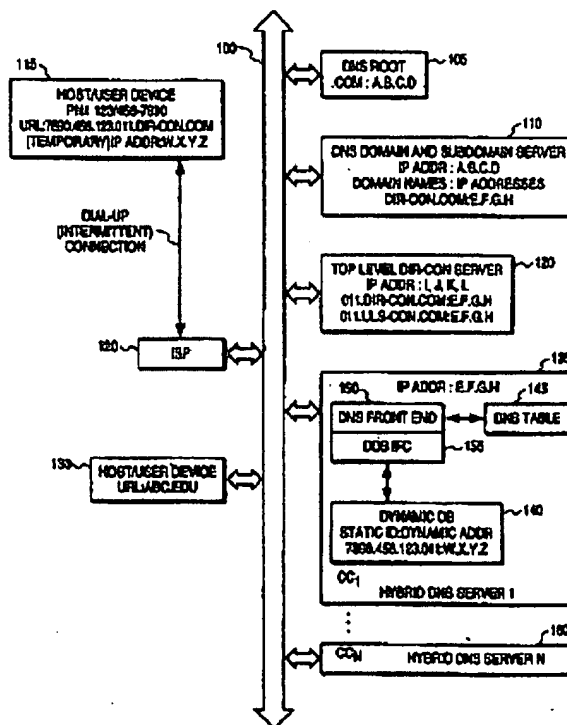 115
HOST/USER DEVICE
PN# 123/456-7890
URL:7890.456.123.011.DIR-CON.COM
[TEMPORARY]IP ADDR:W.X.Y.Z
DIAL-UP
(INTERMITTENT)
CONNECTION
120
ISP
130
HOST/USER DEVICE
URL:ABC.EDU
100
105
DNS ROOT
.COM : A.B.C.D
110
DNS DOMAIN AND SUBDOMAIN SERVER
IP ADDR : A.B.C.D
DOMAIN NAMES : IP ADDRESSES
DIR-CON.COM:E.F.G.H
120
TOP LEVEL DIR-CON SERVER
IP ADDR : I, J, K, L
011.DIR-CON.COM:E.F.G.H
011.ULS-CON.COM:E.F.G.H
135
IP ADDR : E.F.G.H
150
145
DNS FRONT END
DNS TABLE
DDB IFC
155
DYNAMIC DB
STATIC ID:DYNAMIC ADDR
7890.456.123.011:W.X.Y.Z
140
CC1
HYBRID DNS SERVER 1
160
CCN
HYBRID DNS SERVER N